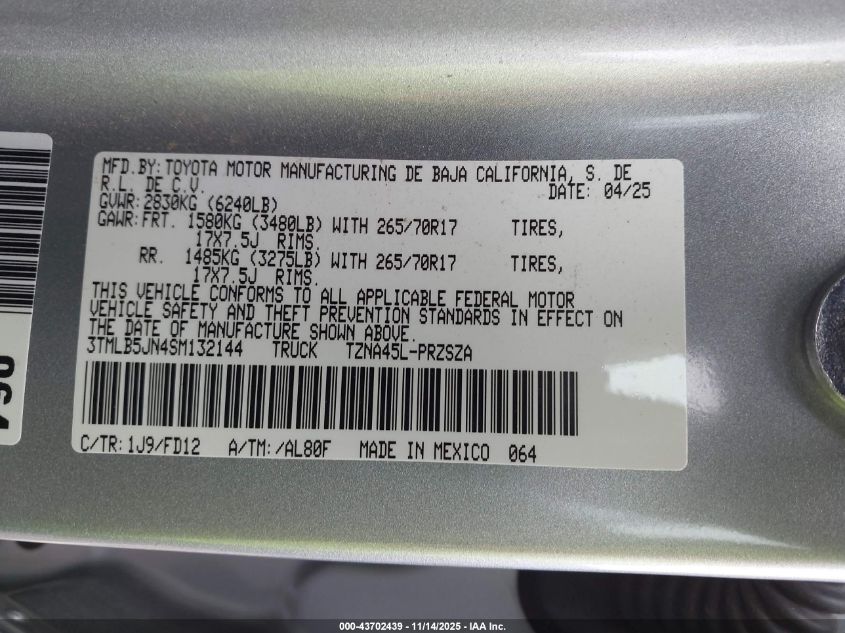 MFD.BY:TOYOTA MOTOR MANUFACTURING DE BAJA CALIFORNIA, S. DE
R.L. DE C.V. DATE: 04/25
GVWR:2830KG (6240LB)
GAWR:FRT. 1580KG (3480LB) WITH 265/70R17 TIRES,
17X7.5J RIMS.
RR. 1485KG (3275LB) WITH 265/70R17 TIRES,
17X7.5J RIMS.
THIS VEHICLE CONFORMS TO ALL APPLICABLE FEDERAL MOTOR
VEHICLE SAFETY AND THEFT PREVENTION STANDARDS IN EFFECT ON
THE DATE OF MANUFACTURE SHOWN ABOVE.
3TMLB5JN4SM132144 TRUCK TZNA45L-PRZSZA
C/TR:1J9/FD12 A/TM:/AL80F MADE IN MEXICO 064
064
000-43702439 - 11/14/2025 - IAA Inc.